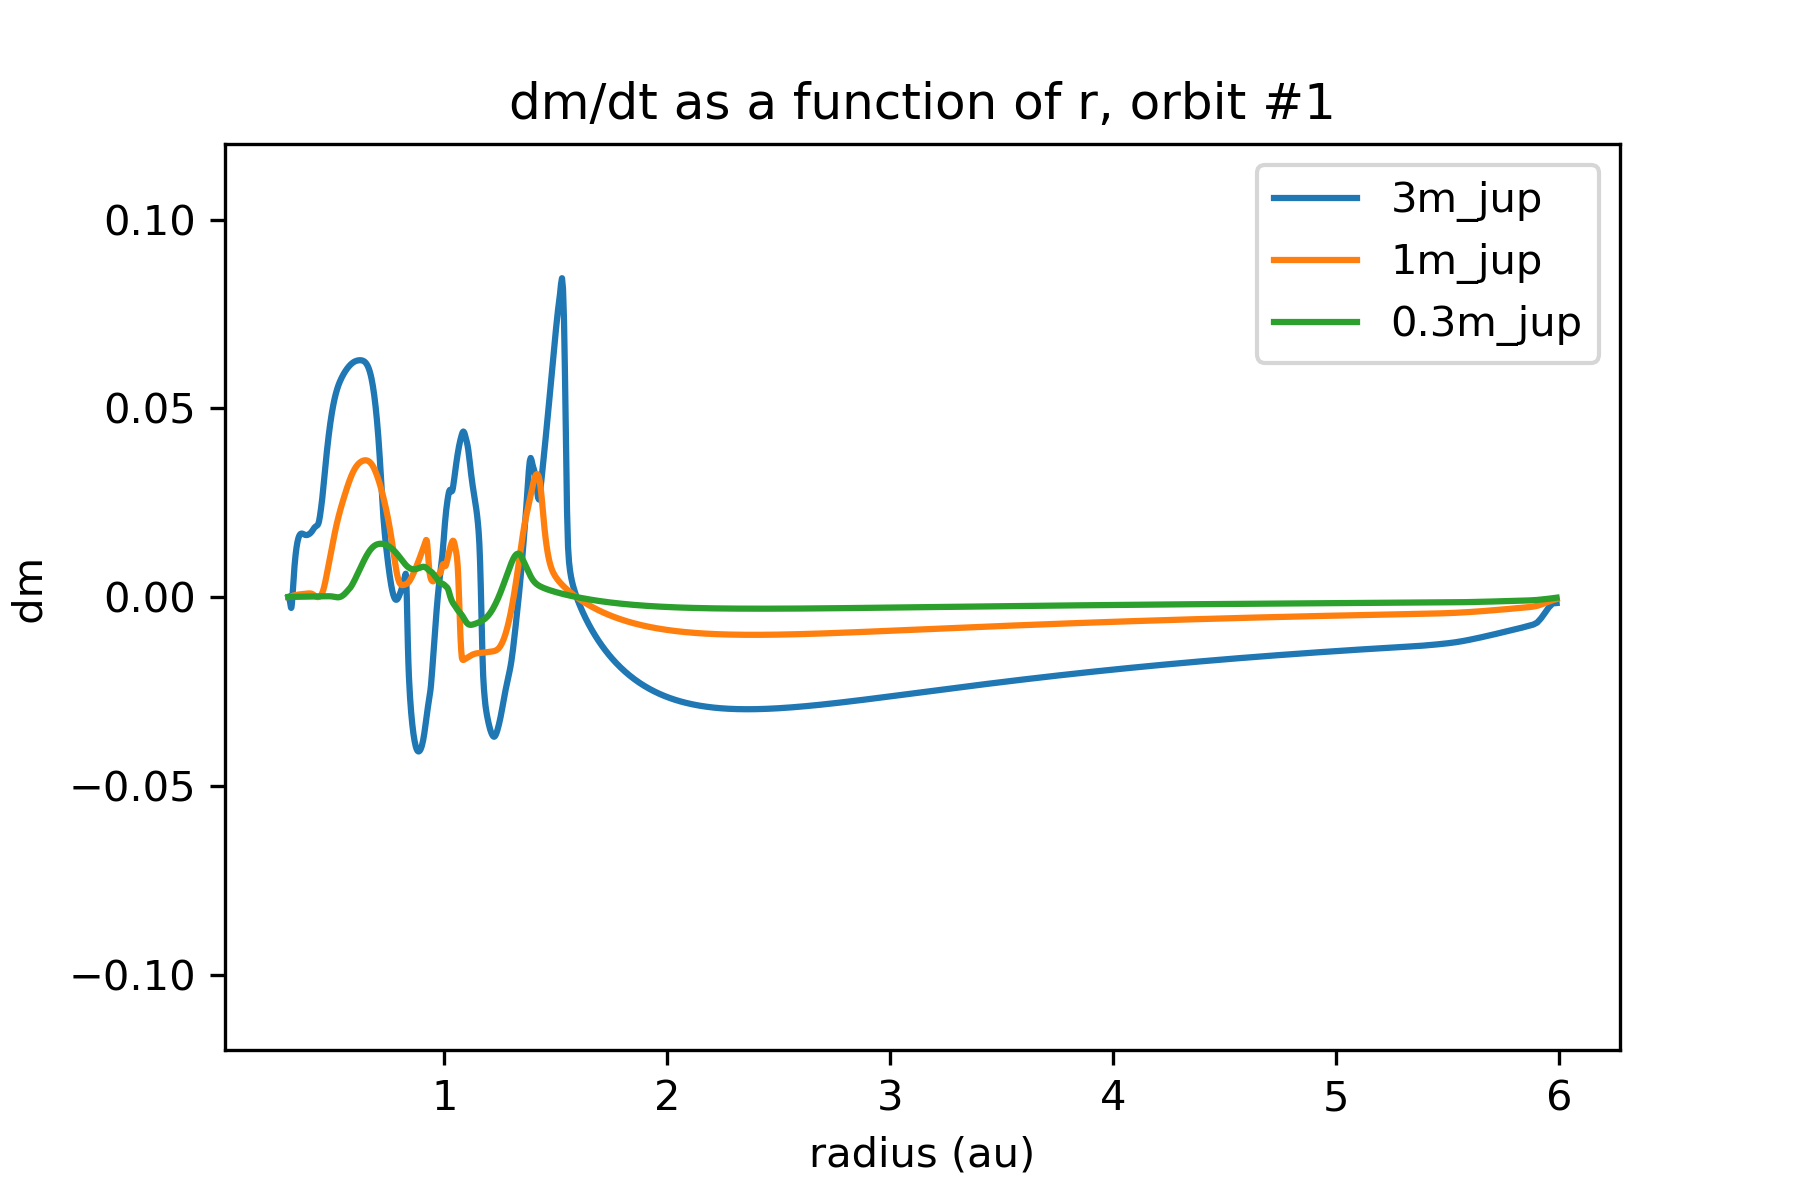 dm/dt as a function of r, orbit #1
3m_jup
1m_jup
0.3m_jup
0.10
0.05
0.00
−0.05
−0.10
dm
1 2 3 4 5 6
radius (au)